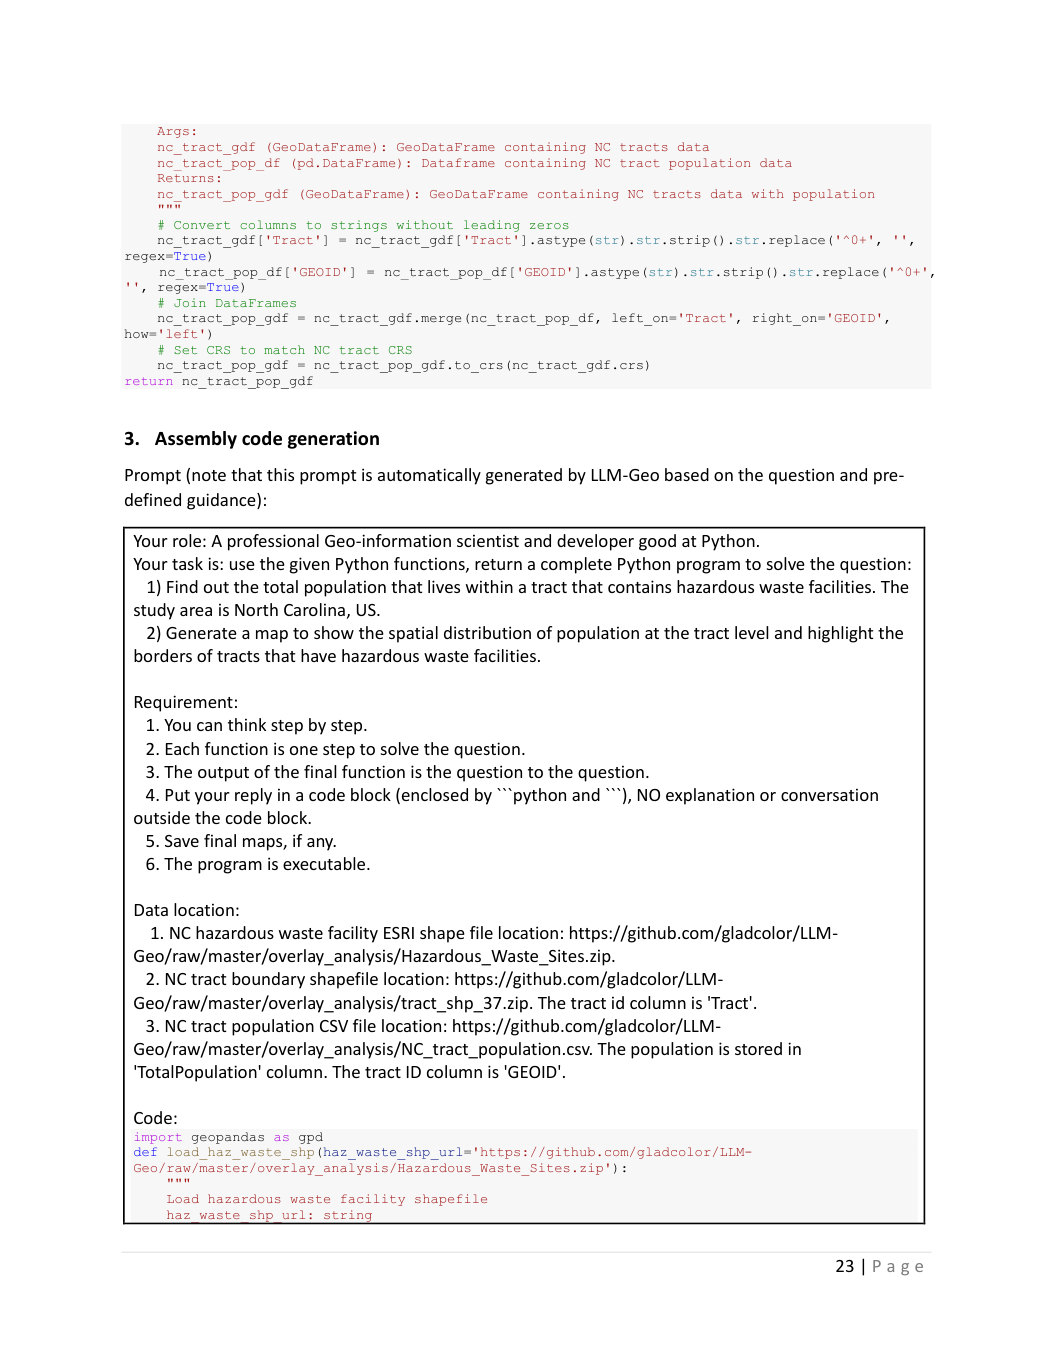 Args:
    nc_tract_gdf (GeoDataFrame): GeoDataFrame containing NC tracts data
    nc_tract_pop_df (pd.DataFrame): Dataframe containing NC tract population data
    Returns:
    nc_tract_pop_gdf (GeoDataFrame): GeoDataFrame containing NC tracts data with population
    """
    # Convert columns to strings without leading zeros
    nc_tract_gdf['Tract'] = nc_tract_gdf['Tract'].astype(str).str.strip().str.replace('^0+', '',
regex=True)
    nc_tract_pop_df['GEOID'] = nc_tract_pop_df['GEOID'].astype(str).str.strip().str.replace('^0+',
'', regex=True)
    # Join DataFrames
    nc_tract_pop_gdf = nc_tract_gdf.merge(nc_tract_pop_df, left_on='Tract', right_on='GEOID',
how='left')
    # Set CRS to match NC tract CRS
    nc_tract_pop_gdf = nc_tract_pop_gdf.to_crs(nc_tract_gdf.crs)
return nc_tract_pop_gdf
3. Assembly code generation
Prompt (note that this prompt is automatically generated by LLM-Geo based on the question and pre-
defined guidance):
Your role: A professional Geo-information scientist and developer good at Python.
Your task is: use the given Python functions, return a complete Python program to solve the question:
1) Find out the total population that lives within a tract that contains hazardous waste facilities. The
study area is North Carolina, US.
2) Generate a map to show the spatial distribution of population at the tract level and highlight the
borders of tracts that have hazardous waste facilities.
Requirement:
1. You can think step by step.
2. Each function is one step to solve the question.
3. The output of the final function is the question to the question.
4. Put your reply in a code block (enclosed by ```python and ```), NO explanation or conversation
outside the code block.
5. Save final maps, if any.
6. The program is executable.
Data location:
1. NC hazardous waste facility ESRI shape file location: https://github.com/gladcolor/LLM-
Geo/raw/master/overlay_analysis/Hazardous_Waste_Sites.zip.
2. NC tract boundary shapefile location: https://github.com/gladcolor/LLM-
Geo/raw/master/overlay_analysis/tract_shp_37.zip. The tract id column is 'Tract'.
3. NC tract population CSV file location: https://github.com/gladcolor/LLM-
Geo/raw/master/overlay_analysis/NC_tract_population.csv. The population is stored in
'TotalPopulation' column. The tract ID column is 'GEOID'.
Code:
import geopandas as gpd
def load_haz_waste_shp(haz_waste_shp_url='https://github.com/gladcolor/LLM-
Geo/raw/master/overlay_analysis/Hazardous_Waste_Sites.zip'):
    """
    Load hazardous waste facility shapefile
    haz_waste_shp_url: string
23 | P a g e